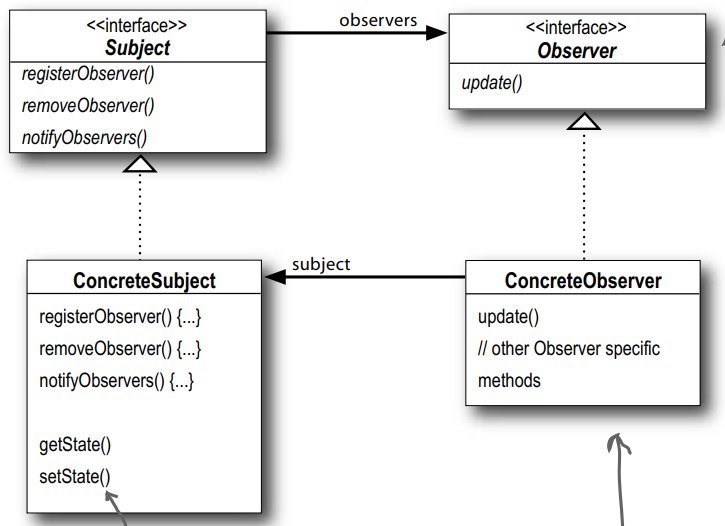 <<interface>>
Subject
registerObserver()
removeObserver()
notifyObservers()
observers
<<interface>>
Observer
update()
ConcreteSubject
registerObserver() {...}
removeObserver() {...}
notifyObservers() {...}
getState()
setState()
subject
ConcreteObserver
update()
// other Observer specific
methods